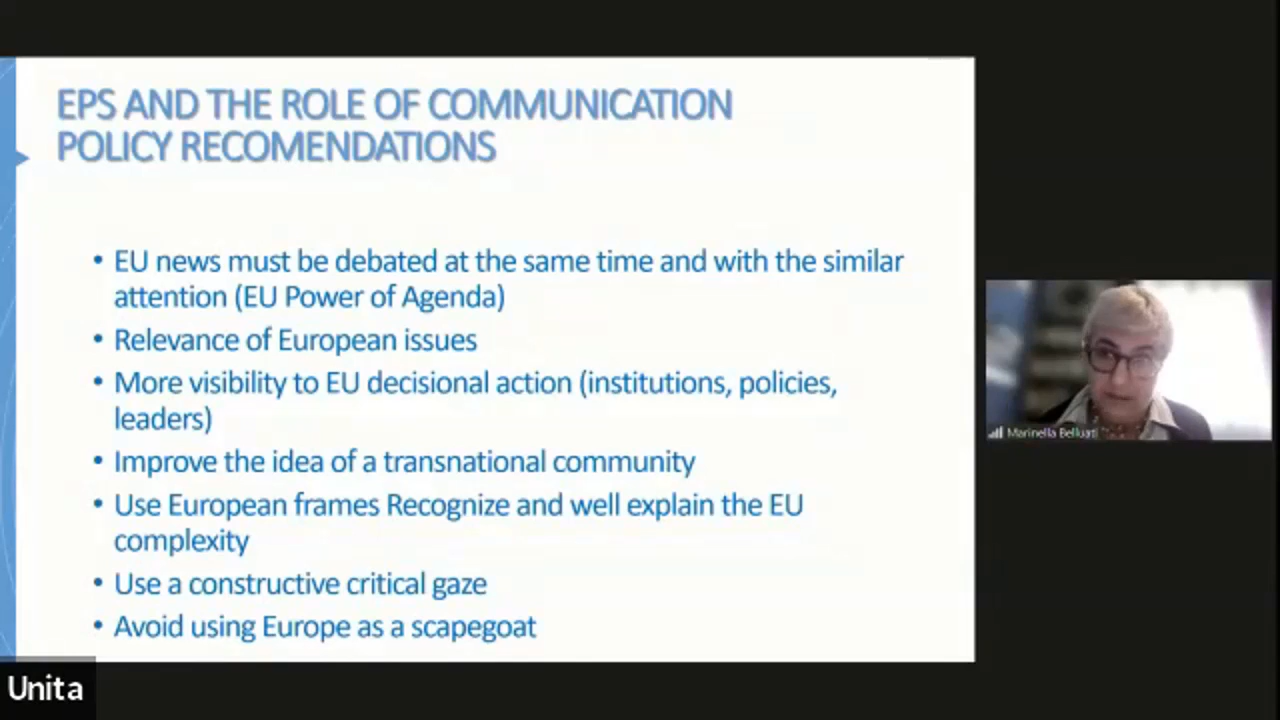 EPS AND THE ROLE OF COMMUNICATION
POLICY RECOMENDATIONS
• EU news must be debated at the same time and with the similar
attention (EU Power of Agenda)
• Relevance of European issues
• More visibility to EU decisional action (institutions, policies,
leaders)
• Improve the idea of a transnational community
• Use European frames Recognize and well explain the EU
complexity
• Use a constructive critical gaze
• Avoid using Europe as a scapegoat
Marinella Belluati
Unita